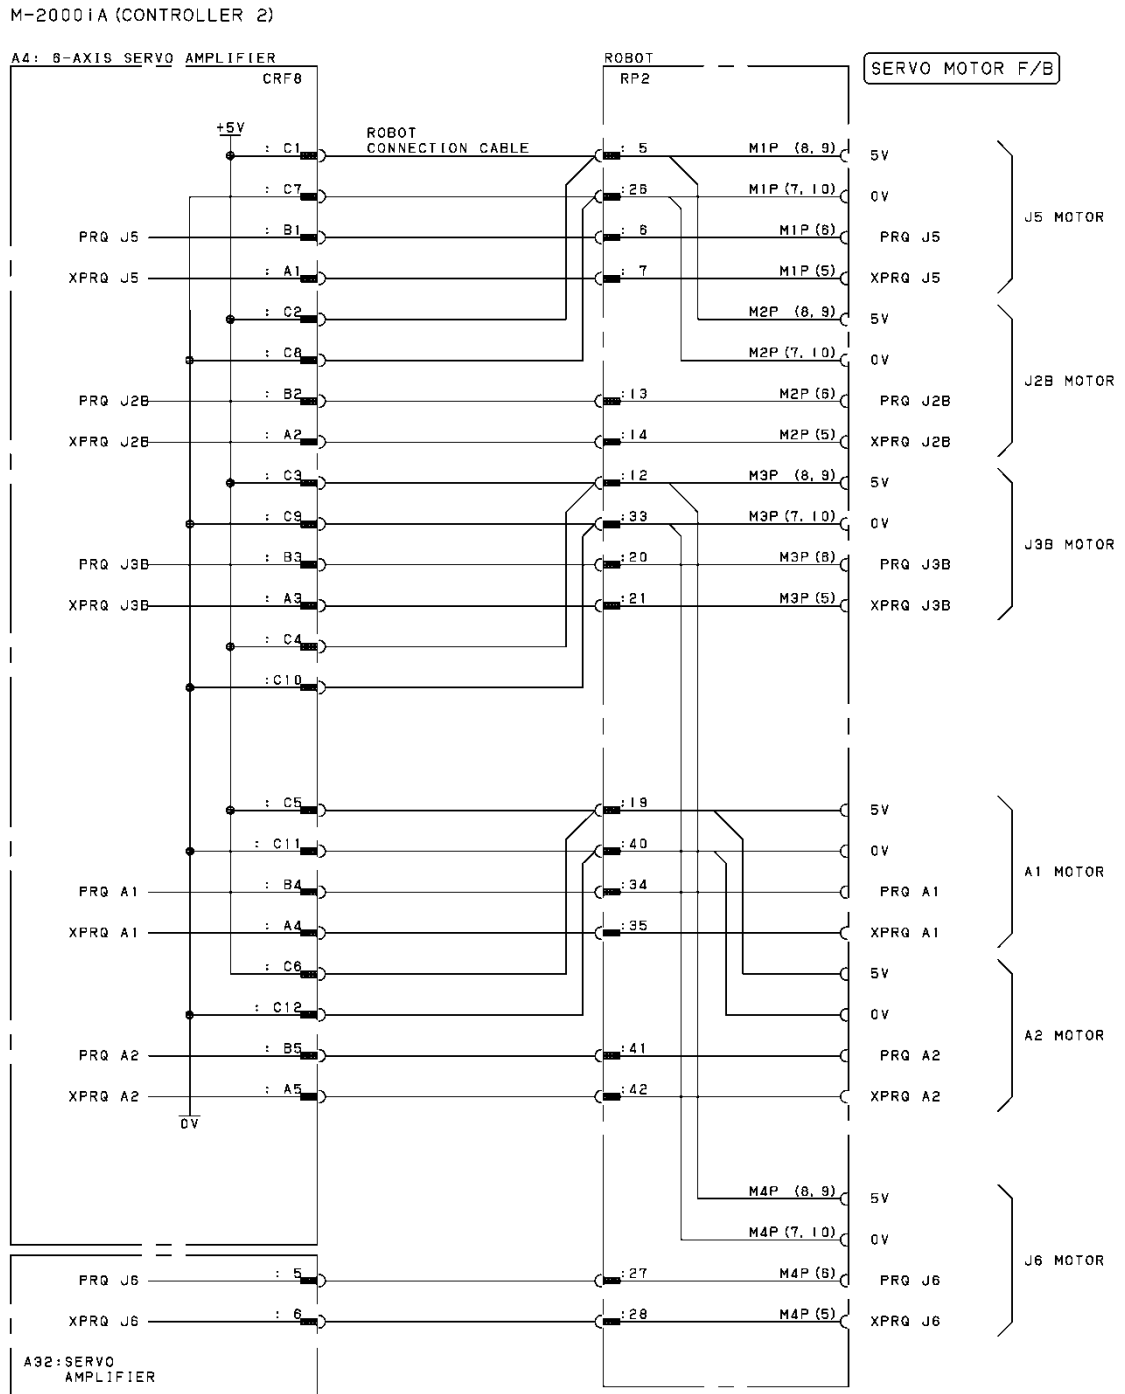 M-2000iA (CONTROLLER 2)
A4: 6-AXIS SERVO AMPLIFIER
CRF8
ROBOT
RP2
SERVO MOTOR F/B
+5V
ROBOT
CONNECTION CABLE
: C1 : 5 M1P (8, 9) 5V
: C7 :26 M1P (7, 10) 0V
J5 MOTOR
PRQ J5 : B1 : 6 M1P (6) PRQ J5
XPRQ J5 : A1 : 7 M1P (5) XPRQ J5
: C2 M2P (8, 9) 5V
: C8 M2P (7, 10) 0V
J2B MOTOR
PRQ J2B : B2 :13 M2P (6) PRQ J2B
XPRQ J2B : A2 :14 M2P (5) XPRQ J2B
: C3 :12 M3P (8, 9) 5V
: C9 :33 M3P (7, 10) 0V
J3B MOTOR
PRQ J3B : B3 :20 M3P (6) PRQ J3B
XPRQ J3B : A3 :21 M3P (5) XPRQ J3B
: C4
:C10
: C5 :19 5V
: C11 :40 0V
A1 MOTOR
PRQ A1 : B4 :34 PRQ A1
XPRQ A1 : A4 :35 XPRQ A1
: C6 5V
: C12 0V
A2 MOTOR
PRQ A2 : B5 :41 PRQ A2
XPRQ A2 : A5 :42 XPRQ A2
0V
M4P (8, 9) 5V
M4P (7, 10) 0V
J6 MOTOR
PRQ J6 : 5 :27 M4P (6) PRQ J6
XPRQ J6 : 6 :28 M4P (5) XPRQ J6
A32:SERVO
AMPLIFIER